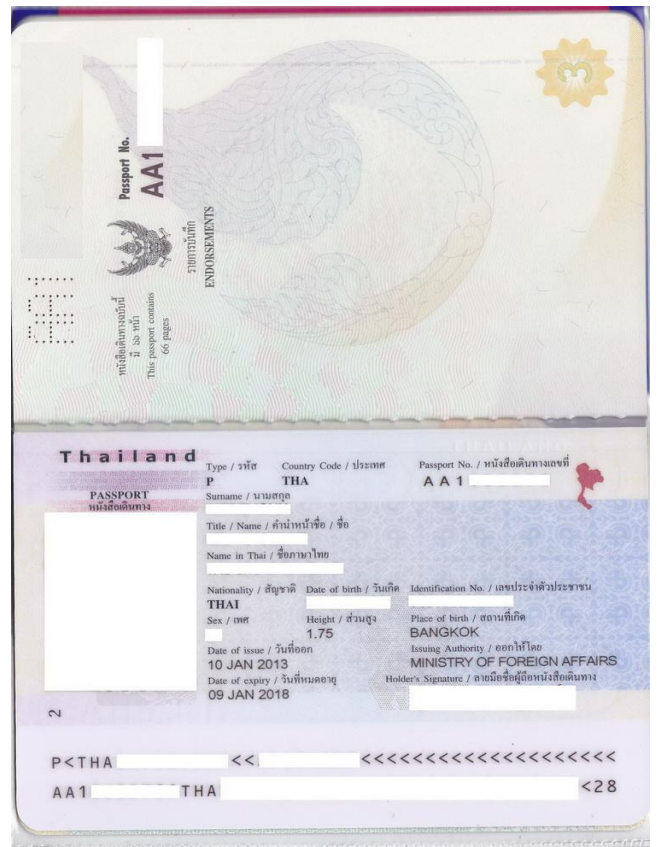 Passport No.
AA1
รายการบันทึก
ENDORSEMENTS
หนังสือเดินทางฉบับนี้
มี ๖๖ หน้า
This passport contains
66 pages
Thailand
PASSPORT
หนังสือเดินทาง
Type / รหัส Country Code / ประเทศ Passport No. / หนังสือเดินทางเลขที่
P THA AA1
Surname / นามสกุล
Title / Name / คำนำหน้าชื่อ / ชื่อ
Name in Thai / ชื่อภาษาไทย
Nationality / สัญชาติ Date of birth / วันเกิด Identification No. / เลขประจำตัวประชาชน
THAI
Sex / เพศ Height / ส่วนสูง Place of birth / สถานที่เกิด
1.75 BANGKOK
Date of issue / วันที่ออก Issuing Authority / ออกให้โดย
10 JAN 2013 MINISTRY OF FOREIGN AFFAIRS
Date of expiry / วันที่หมดอายุ Holder's Signature / ลายมือชื่อผู้ถือหนังสือเดินทาง
09 JAN 2018
2
P<THA << <<<<<<<<<<<<<<<<<<<<<
AA1 THA <28